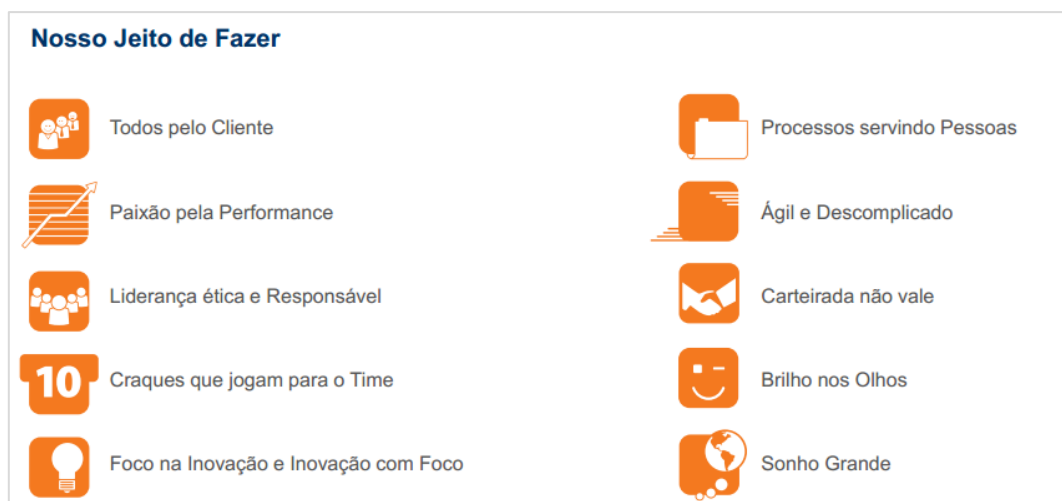 Nosso Jeito de Fazer
Todos pelo Cliente
Processos servindo Pessoas
Paixão pela Performance
Ágil e Descomplicado
Liderança ética e Responsável
Carteirada não vale
10
Craques que jogam para o Time
Brilho nos Olhos
Foco na Inovação e Inovação com Foco
Sonho Grande